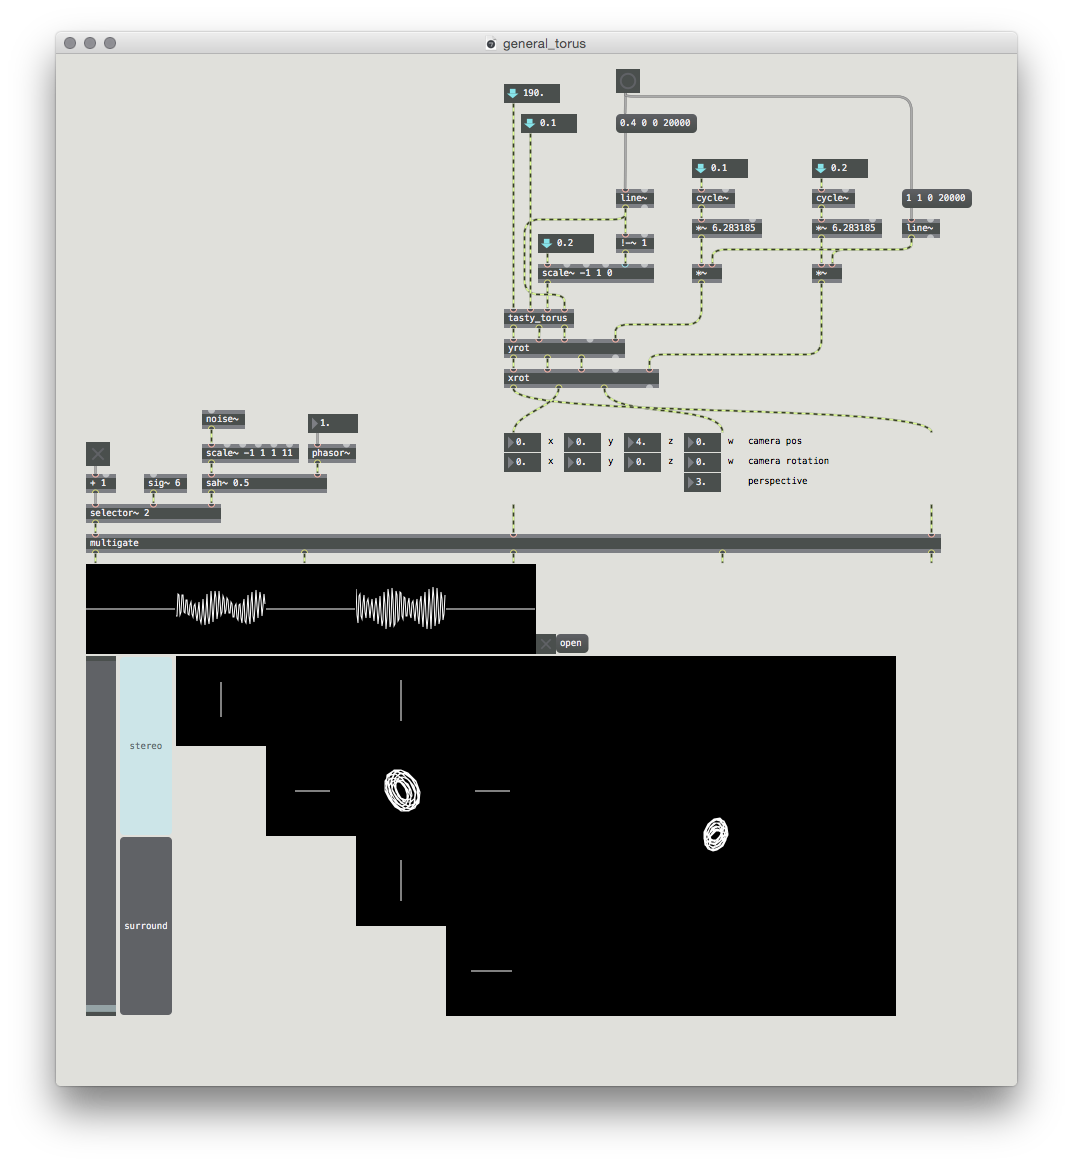 general_torus
190.
0.1
0.4 0 0 20000
0.1
0.2
line~
cycle~
cycle~
1 1 0 20000
*~ 6.283185
*~ 6.283185
line~
0.2
!-~ 1
scale~ -1 1 0
*~
*~
tasty_torus
yrot
xrot
noise~
1.
scale~ -1 1 1 11
phasor~
0. x 0. y 4. z 0. w camera pos
0. x 0. y 0. z 0. w camera rotation
3. perspective
+ 1
sig~ 6
sah~ 0.5
selector~ 2
multigate
open
stereo
surround